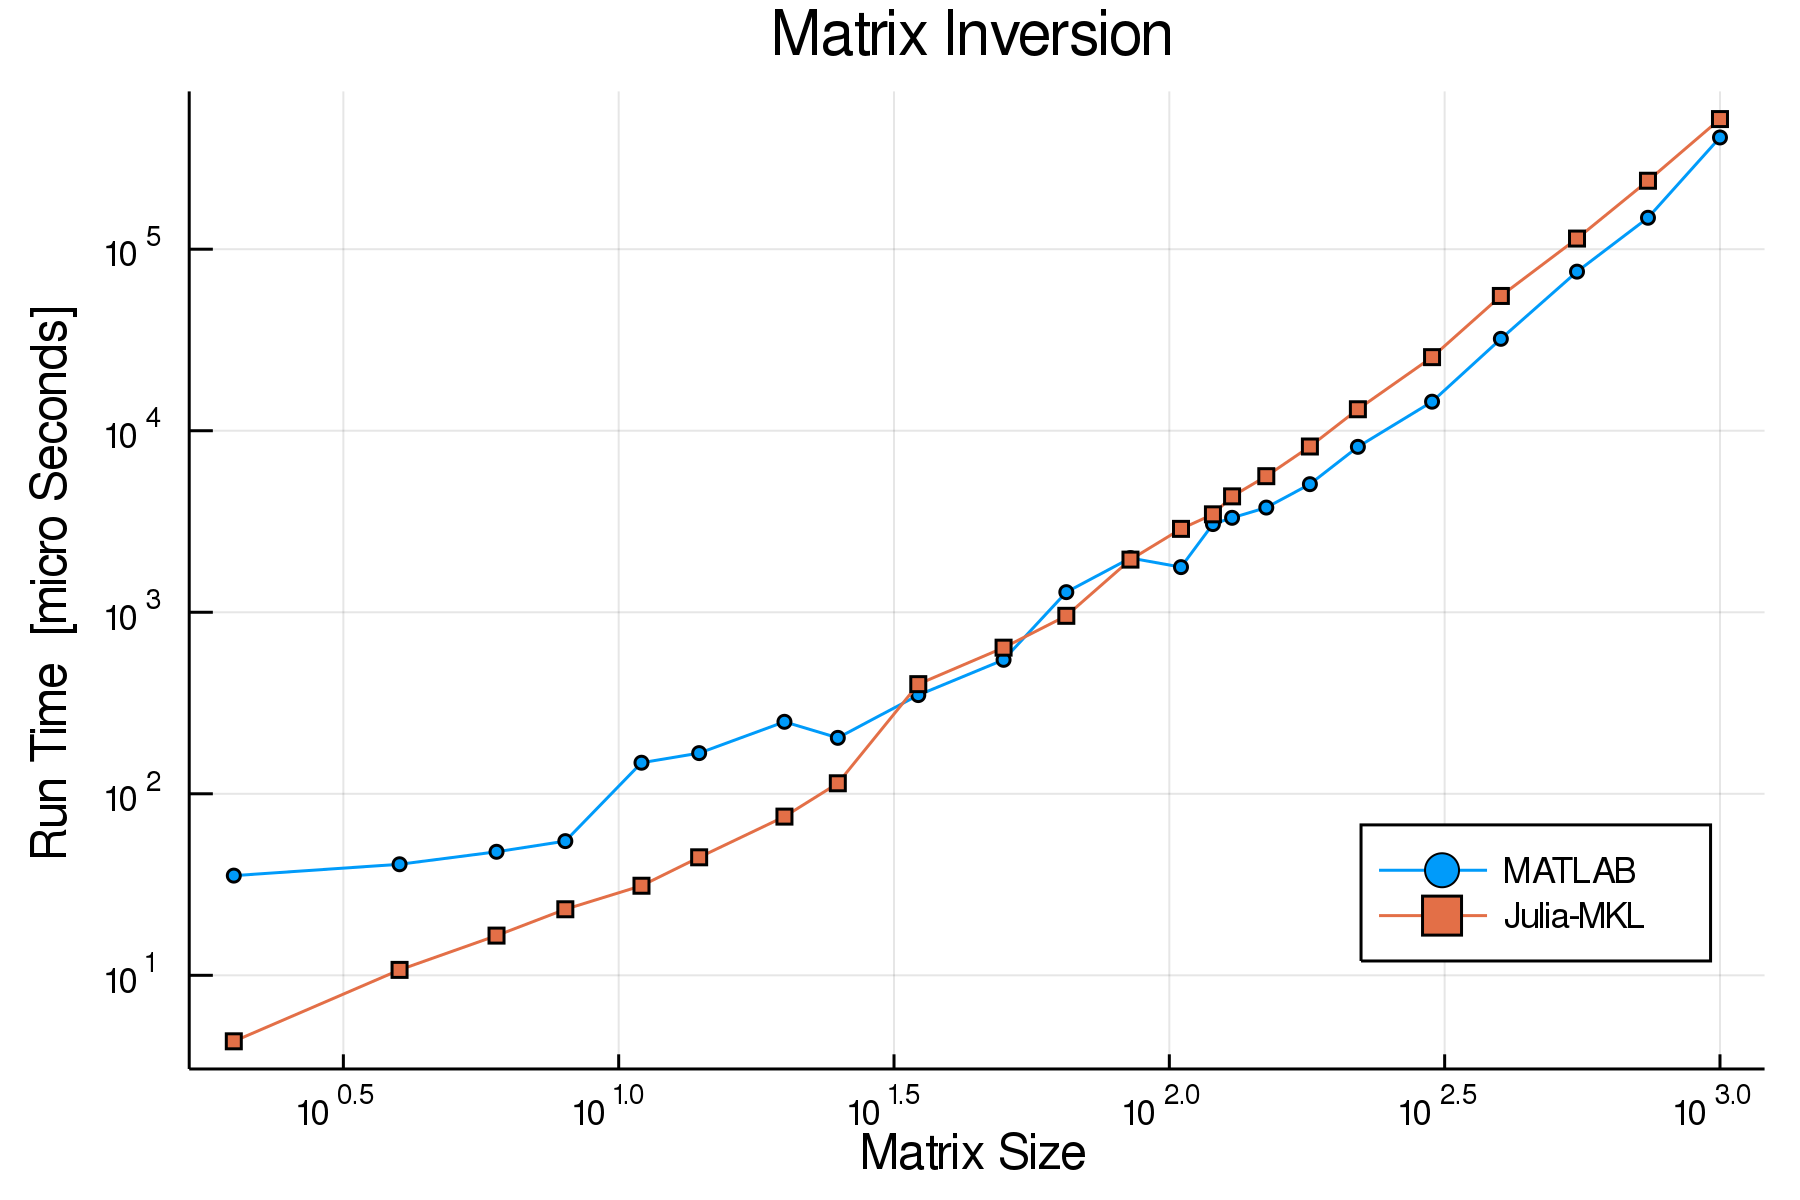 Matrix Inversion
Run Time [micro Seconds]
10^5
10^4
10^3
10^2
10^1
MATLAB
Julia-MKL
10^0.5 10^1.0 10^1.5 10^2.0 10^2.5 10^3.0
Matrix Size